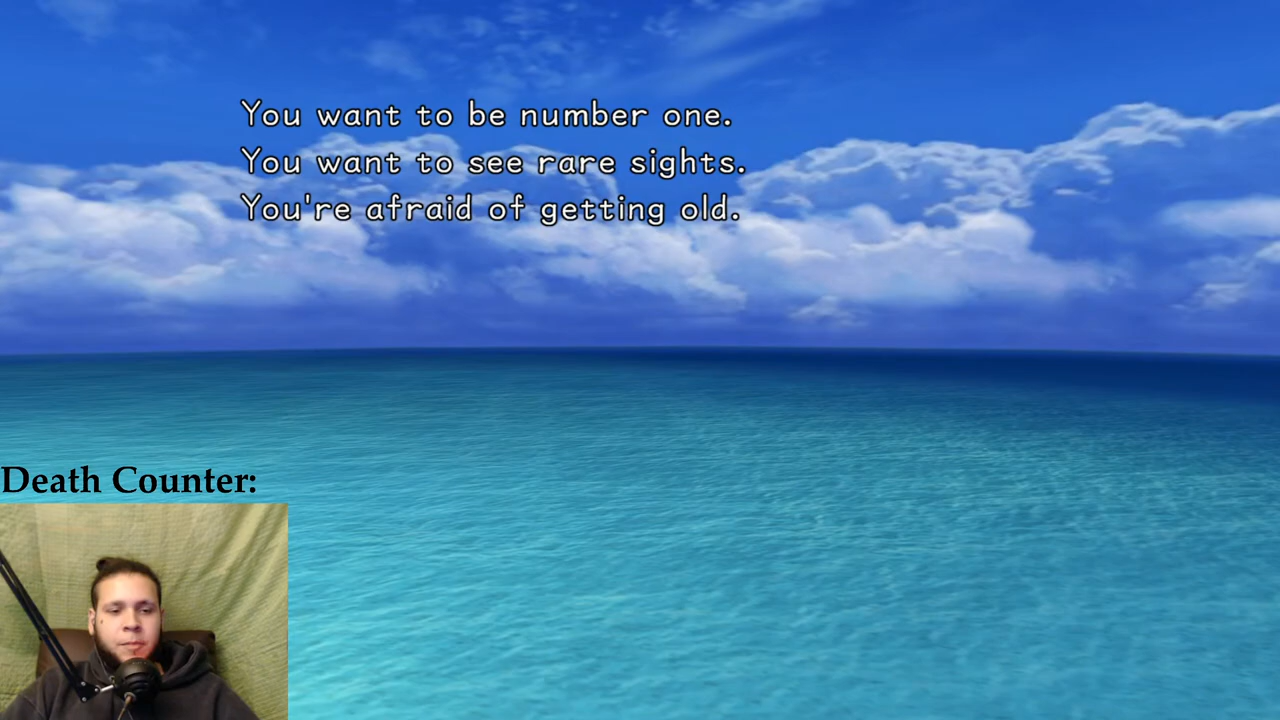 You want to be number one.
You want to see rare sights.
You're afraid of getting old.
Death Counter: